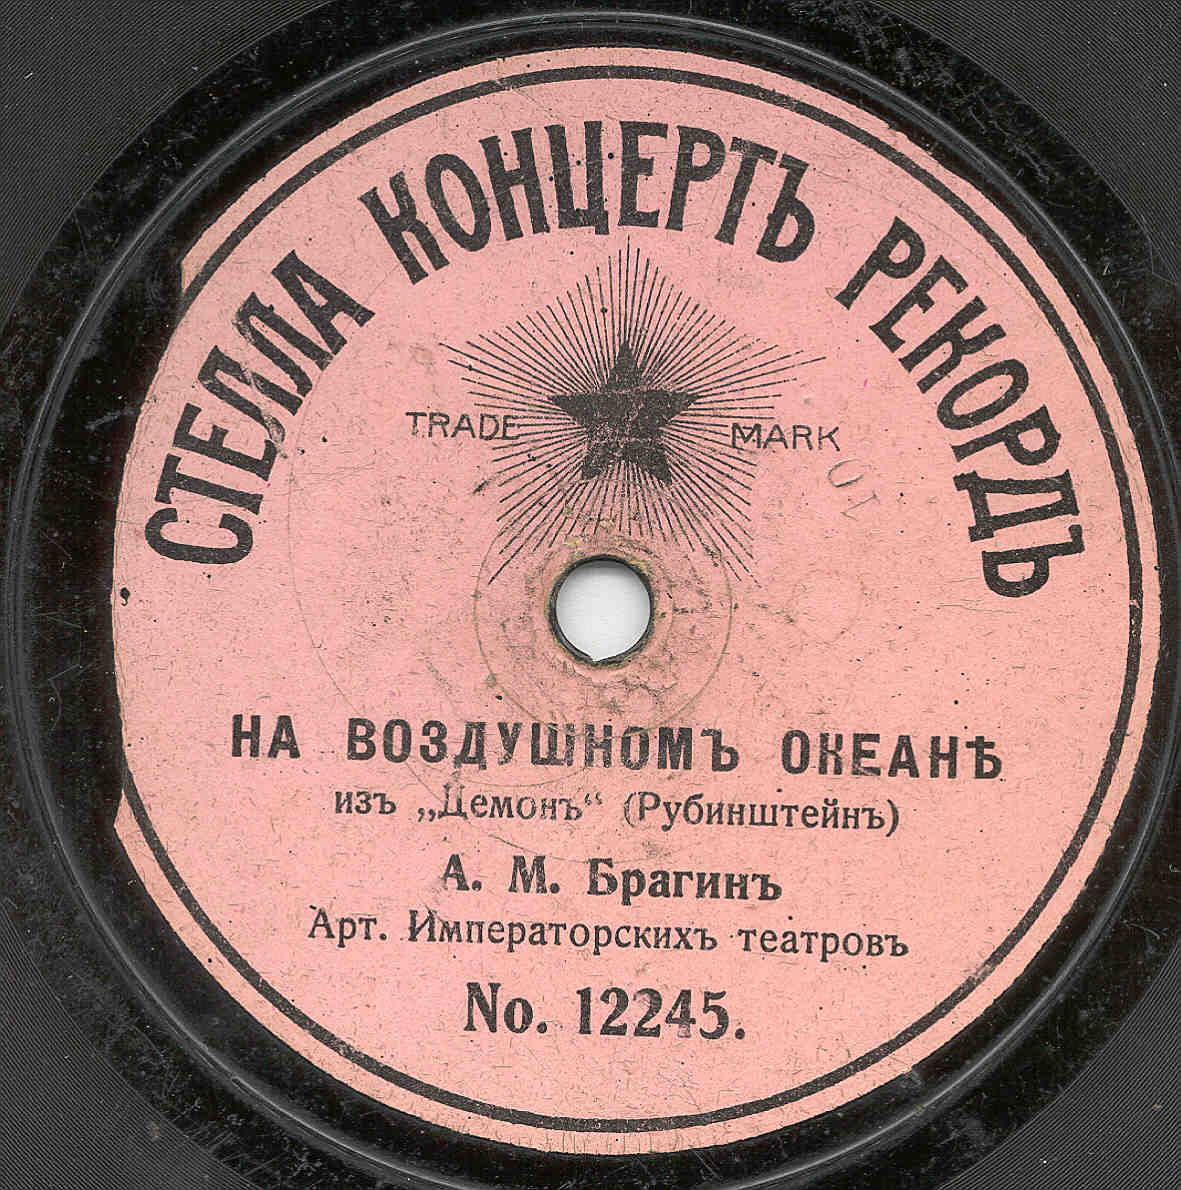 СТЕЛЛА КОНЦЕРТЪ РЕКОРДЪ
TRADE MARK
НА ВОЗДУШНОМЪ ОКЕАНѢ
изъ „Демонъ“ (Рубинштейнъ)
А. М. Брагинъ
Арт. Императорскихъ театровъ
No. 12245.